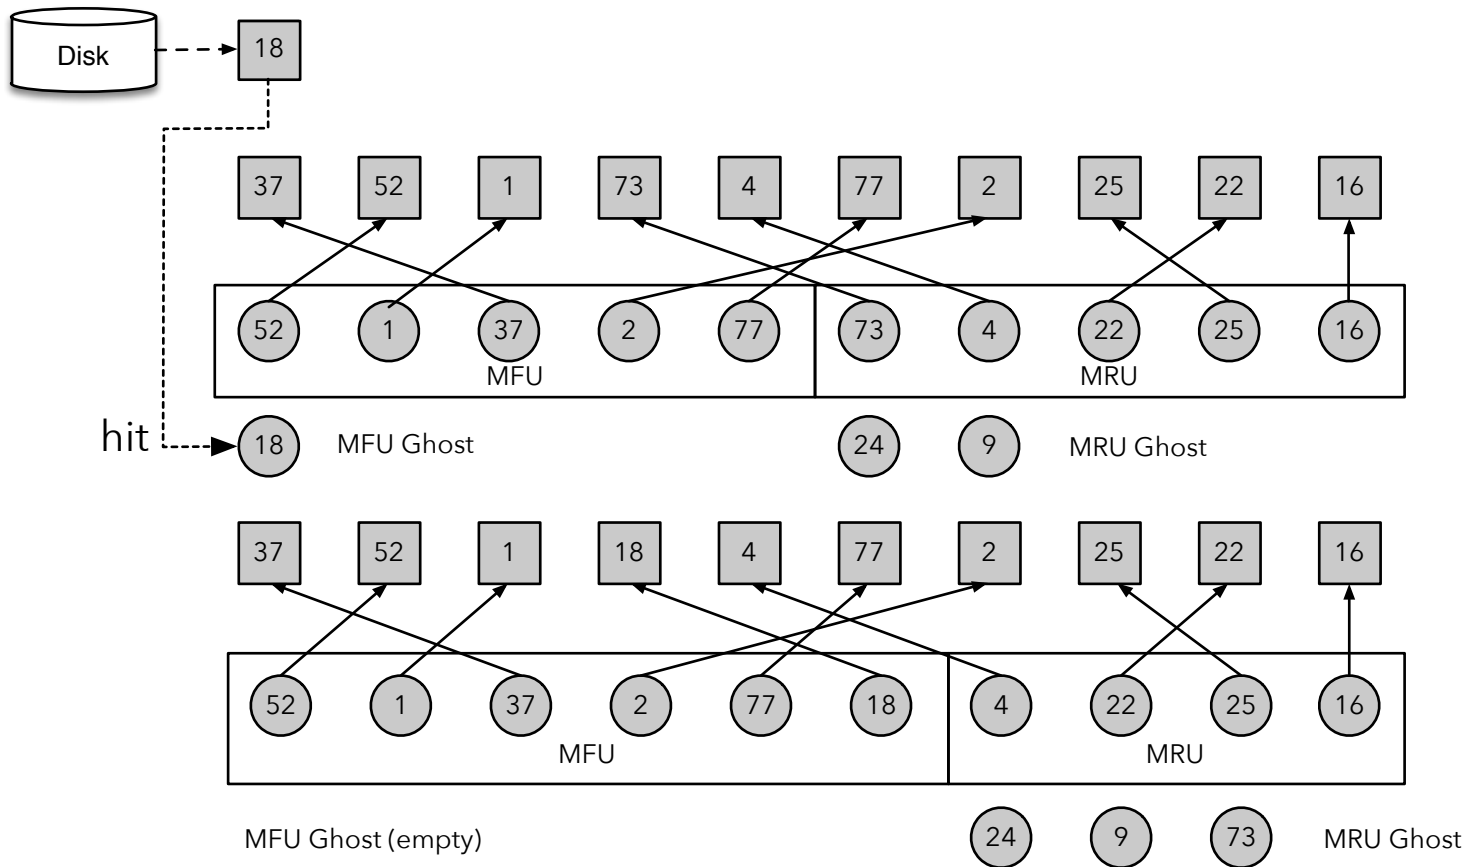 Disk 18
37 52 1 73 4 77 2 25 22 16
52 1 37 2 77 73 4 22 25 16
MFU MRU
hit 18 MFU Ghost 24 9 MRU Ghost
37 52 1 18 4 77 2 25 22 16
52 1 37 2 77 18 4 22 25 16
MFU MRU
MFU Ghost (empty) 24 9 73 MRU Ghost